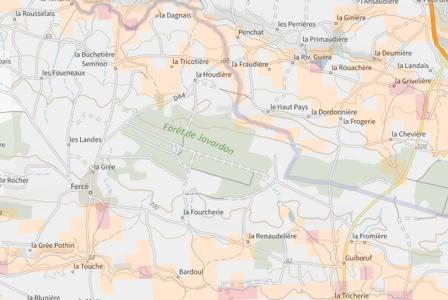 la Rousselais
la Dagnais
l'Ansaudière
la Ginière
les Perrières
Penchat
la Primaudière
la Buchetière
Semnon
la Tricotière
la Fraudière
la Riv. Guéra
la Deumière
la Rouachère
la Landais
les Fourneaux
la Houdière
la Grivelière
D44
le Haut Pays
la Dordonnière
la Frogerie
Forêt de Javardan
la Chevière
les Landes
la Grée
le Rocher
Fercé
la Fourcherie
la Renaudelière
la Fromière
la Grée Pothin
la Touche
Bardoul
Guibœuf
la Blunière
la Tricherie